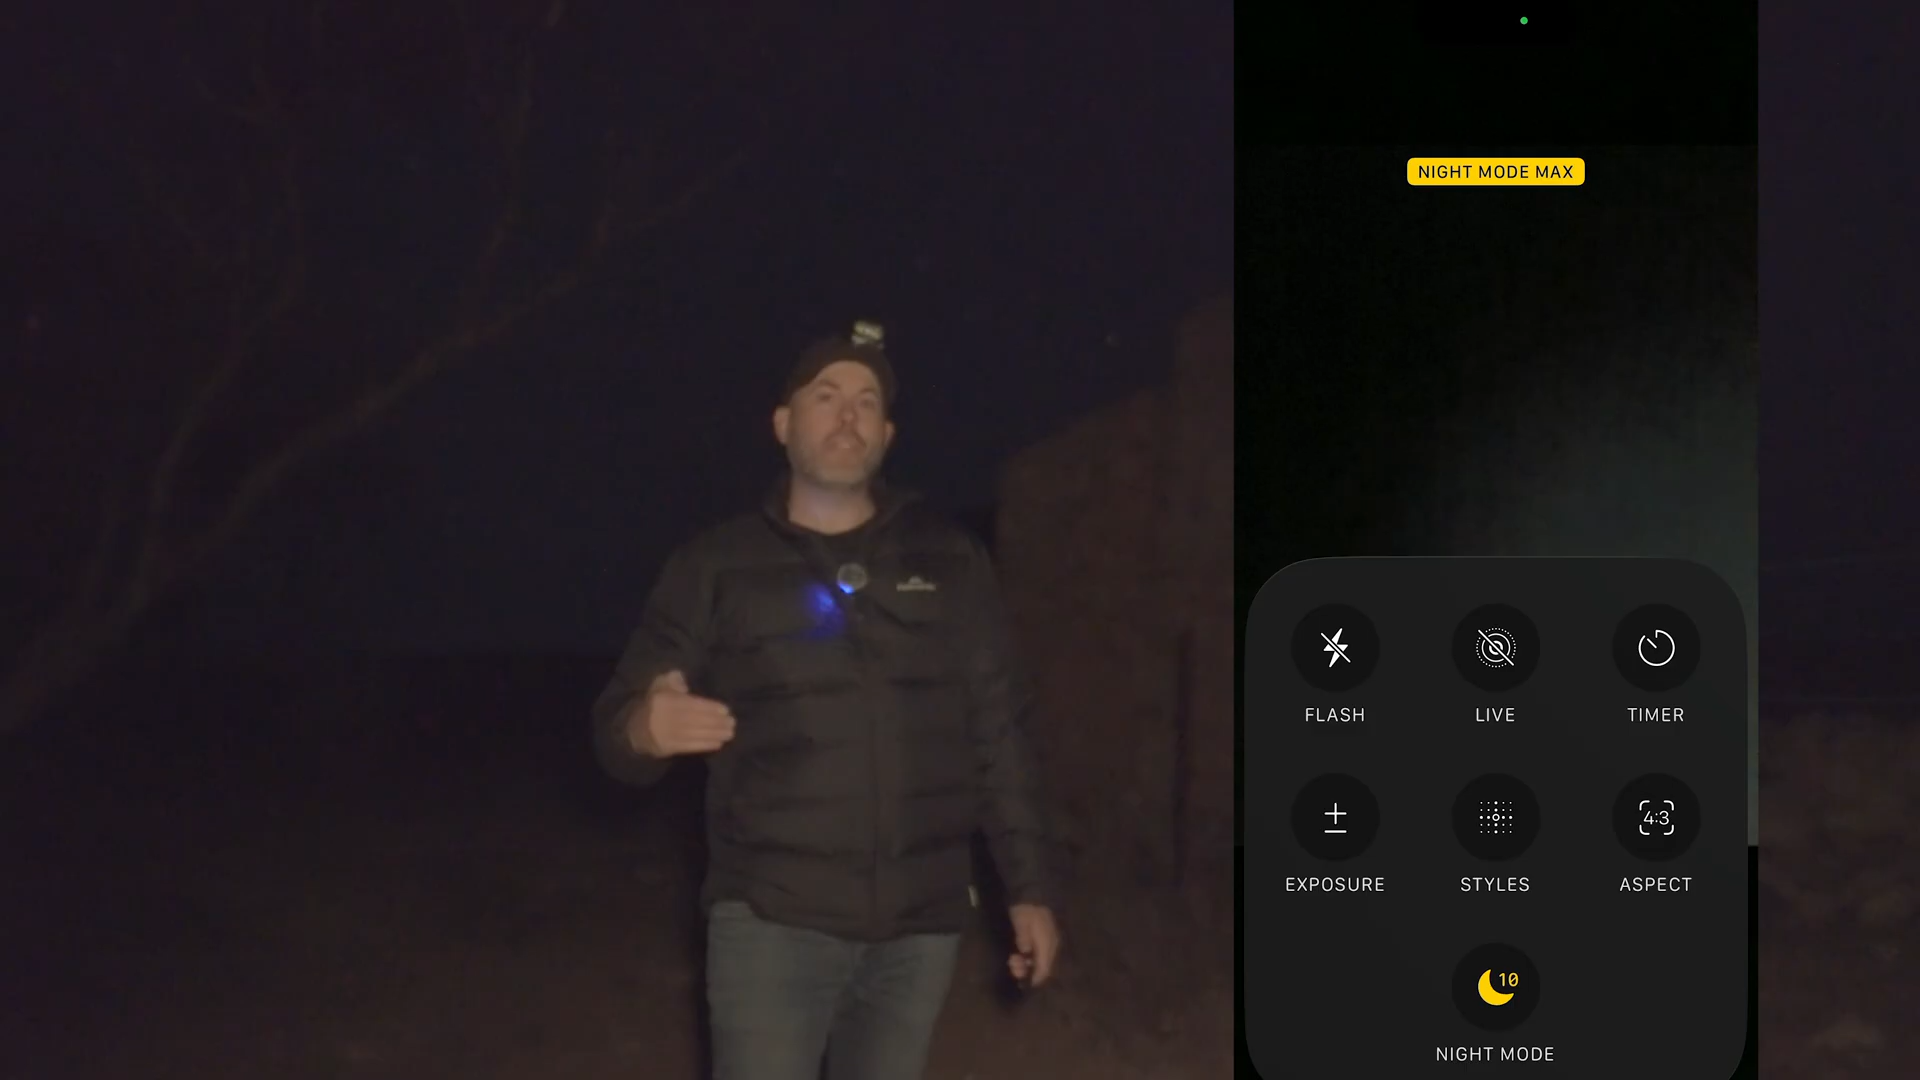 NIGHT MODE MAX
FLASH
LIVE
TIMER
EXPOSURE
STYLES
4:3
ASPECT
10
NIGHT MODE